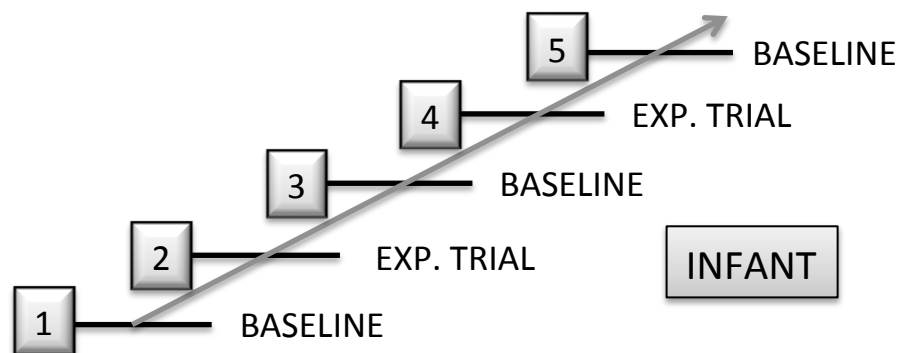 5 BASELINE
4 EXP. TRIAL
3 BASELINE
2 EXP. TRIAL
INFANT
1 BASELINE